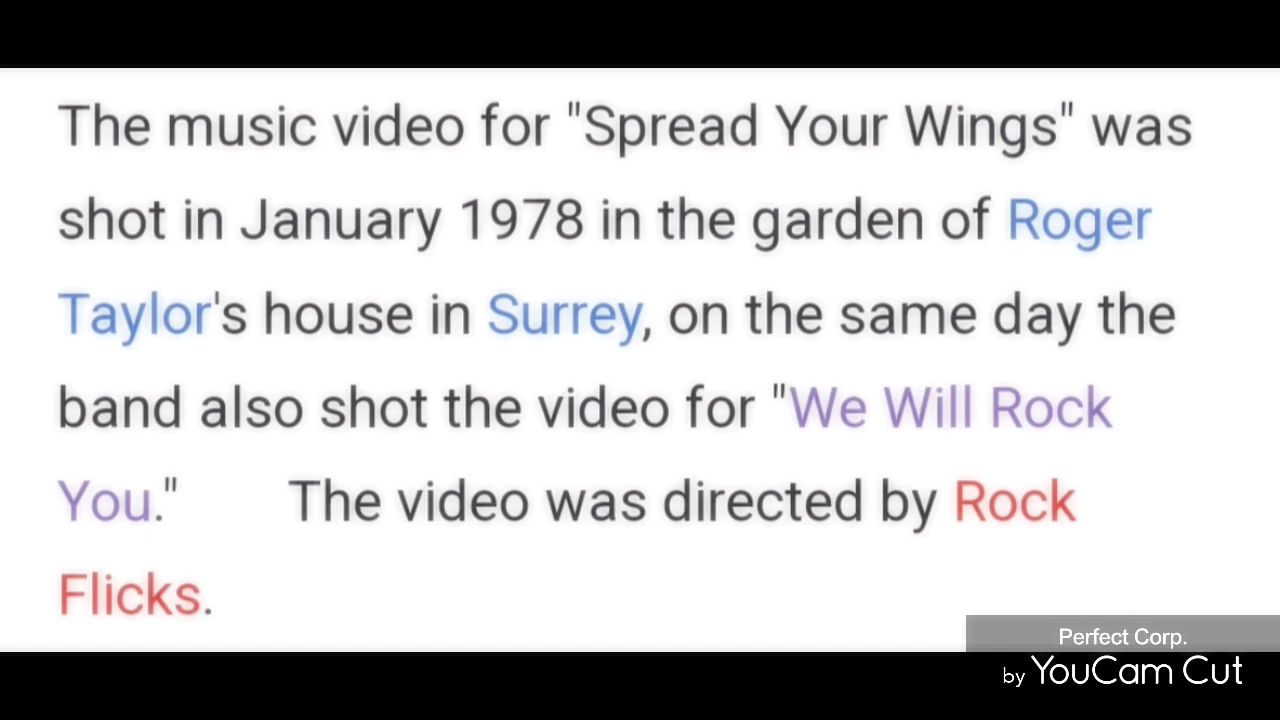 The music video for "Spread Your Wings" was
shot in January 1978 in the garden of Roger
Taylor's house in Surrey, on the same day the
band also shot the video for "We Will Rock
You." The video was directed by Rock
Flicks.
Perfect Corp.
by YouCam Cut